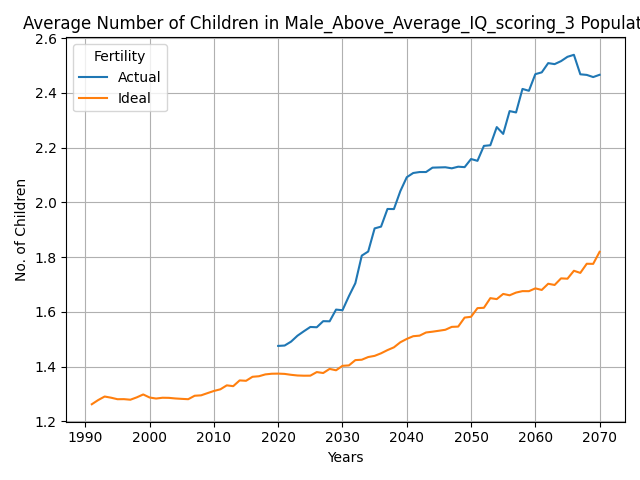 Average Number of Children in Male_Above_Average_IQ_scoring_3 Populat
Fertility
Actual
Ideal
No. of Children
2.6
2.4
2.2
2.0
1.8
1.6
1.4
1.2
1990 2000 2010 2020 2030 2040 2050 2060 2070
Years